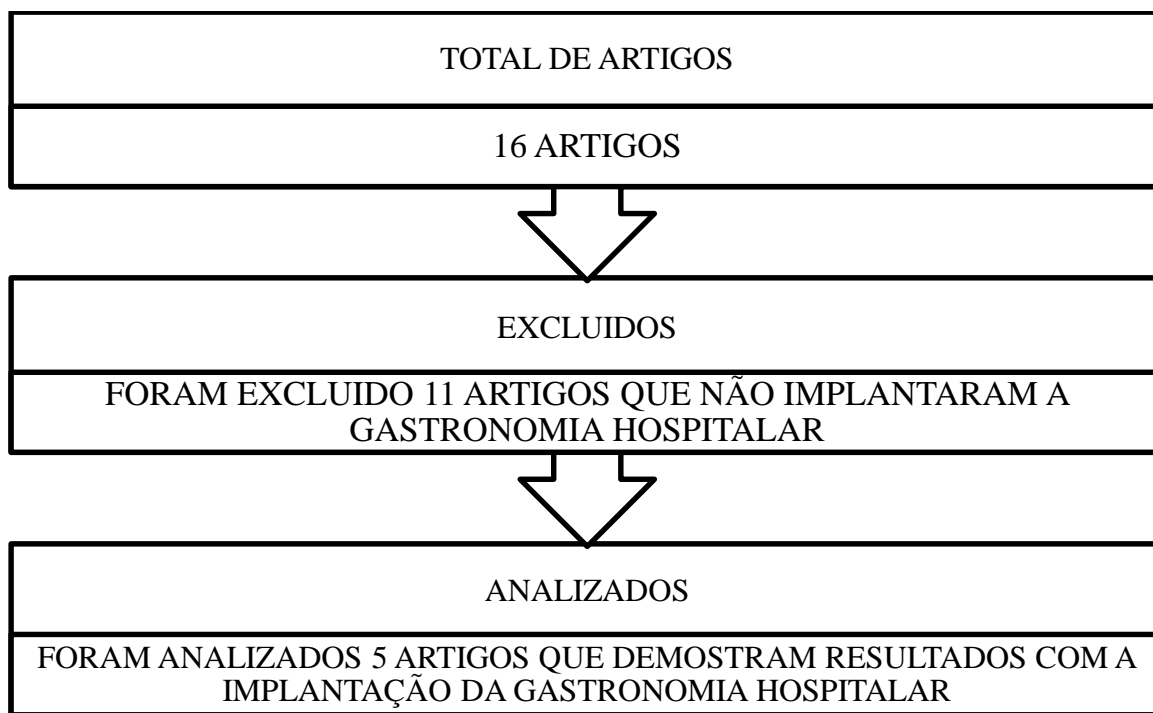 TOTAL DE ARTIGOS
16 ARTIGOS
EXCLUIDOS
FORAM EXCLUIDO 11 ARTIGOS QUE NÃO IMPLANTARAM A
GASTRONOMIA HOSPITALAR
ANALIZADOS
FORAM ANALIZADOS 5 ARTIGOS QUE DEMOSTRAM RESULTADOS COM A
IMPLANTAÇÃO DA GASTRONOMIA HOSPITALAR